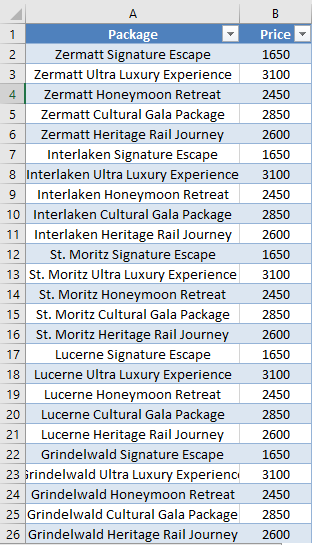 A B
1 Package Price
2 Zermatt Signature Escape 1650
3 Zermatt Ultra Luxury Experience 3100
4 Zermatt Honeymoon Retreat 2450
5 Zermatt Cultural Gala Package 2850
6 Zermatt Heritage Rail Journey 2600
7 Interlaken Signature Escape 1650
8 Interlaken Ultra Luxury Experience 3100
9 Interlaken Honeymoon Retreat 2450
10 Interlaken Cultural Gala Package 2850
11 Interlaken Heritage Rail Journey 2600
12 St. Moritz Signature Escape 1650
13 St. Moritz Ultra Luxury Experience 3100
14 St. Moritz Honeymoon Retreat 2450
15 St. Moritz Cultural Gala Package 2850
16 St. Moritz Heritage Rail Journey 2600
17 Lucerne Signature Escape 1650
18 Lucerne Ultra Luxury Experience 3100
19 Lucerne Honeymoon Retreat 2450
20 Lucerne Cultural Gala Package 2850
21 Lucerne Heritage Rail Journey 2600
22 Grindelwald Signature Escape 1650
23 Grindelwald Ultra Luxury Experience 3100
24 Grindelwald Honeymoon Retreat 2450
25 Grindelwald Cultural Gala Package 2850
26 Grindelwald Heritage Rail Journey 2600